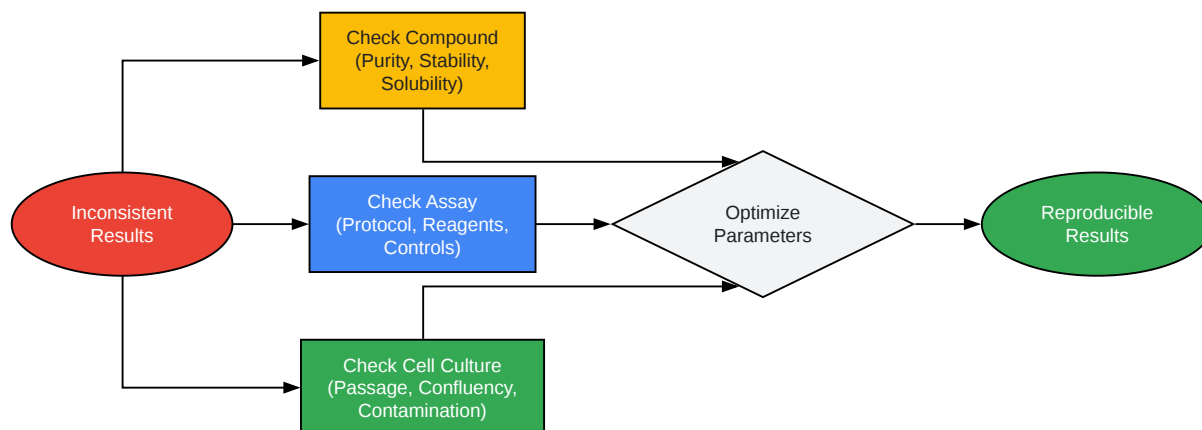 Check Compound
(Purity, Stability,
Solubility)
Inconsistent
Results
Check Assay
(Protocol, Reagents,
Controls)
Optimize
Parameters
Reproducible
Results
Check Cell Culture
(Passage, Confluency,
Contamination)